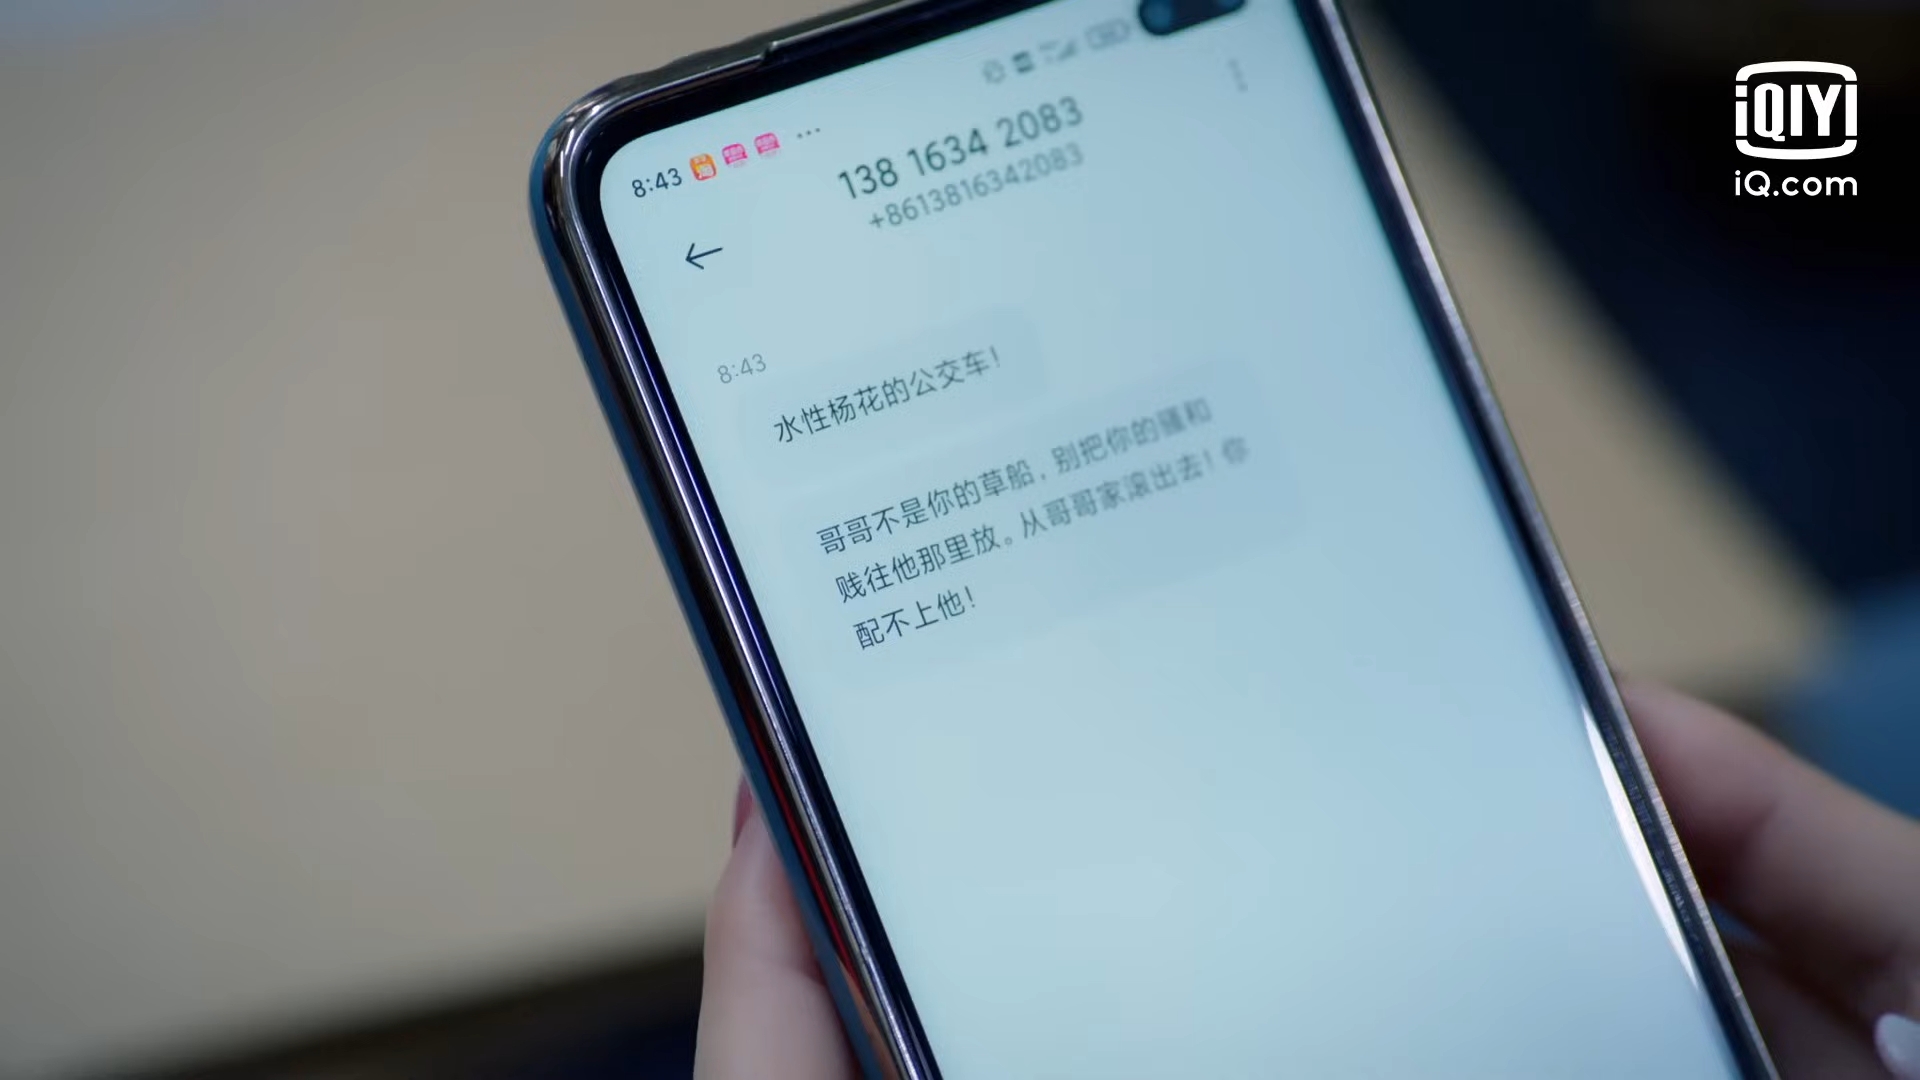 8:43
138 1634 2083
+8613816342083
8:43
水性杨花的公交车！
哥哥不是你的草船，别把你的骚和
贱往他那里放。从哥哥家滚出去！你
配不上他！
iQIYI
iQ.com